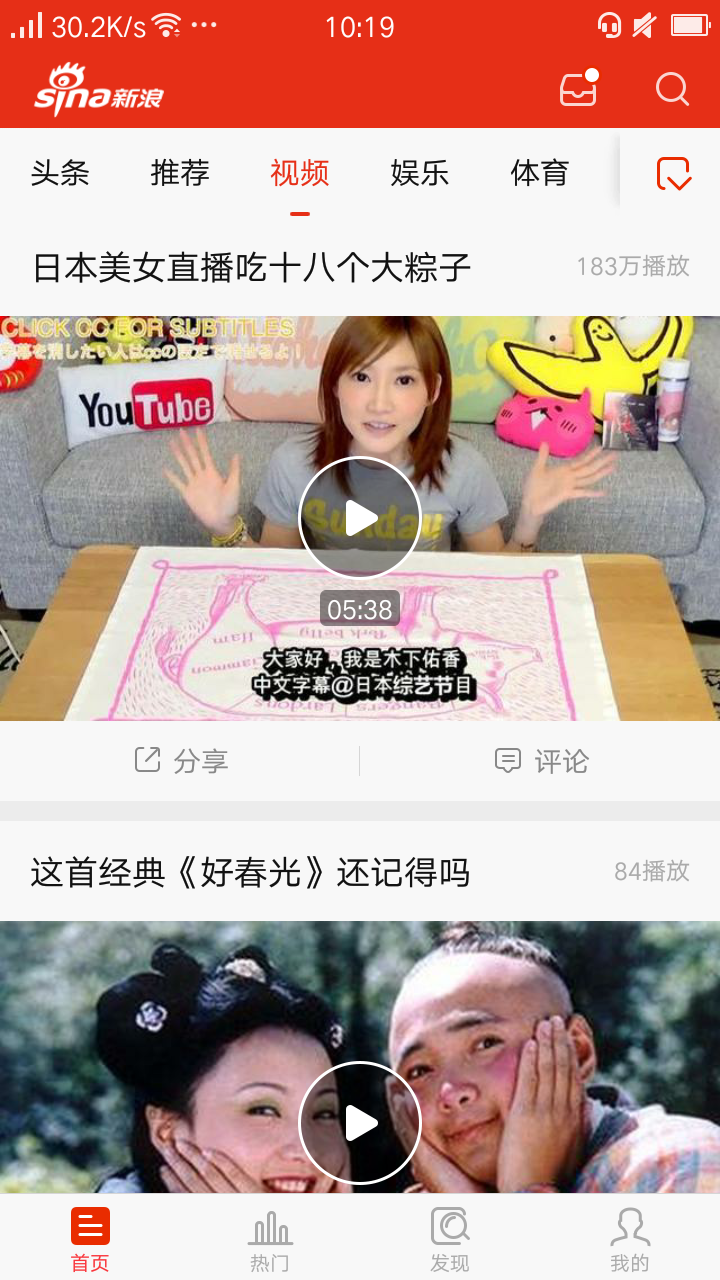 30.2K/s
10:19
sina新浪
头条
推荐
视频
娱乐
体育
日本美女直播吃十八个大粽子
183万播放
CLICK CC FOR SUBTITLES
字幕を消したい人はccの設定で消せるよ!
YouTube
Sunday
05:38
Ham
Pork belly
大家好，我是木下佑香
中文字幕@日本综艺节目
Lardons
分享
评论
这首经典《好春光》还记得吗
84播放
首页
热门
发现
我的